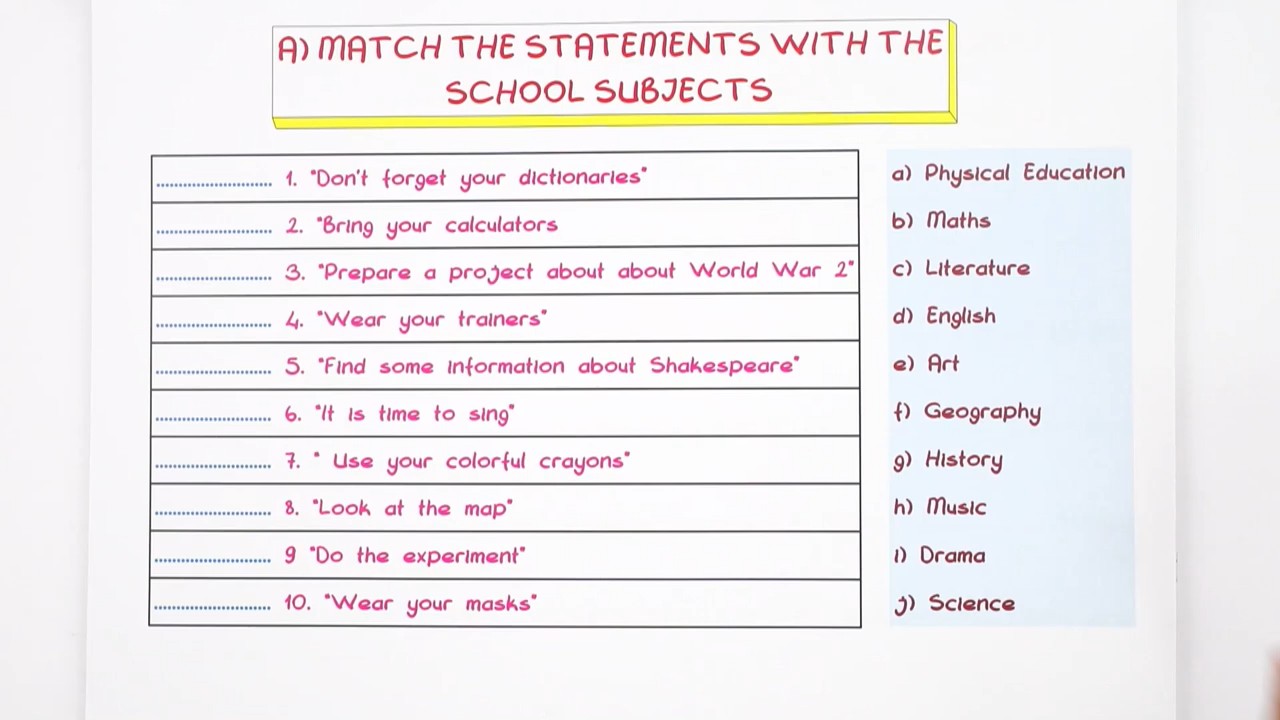 A) MATCH THE STATEMENTS WITH THE
SCHOOL SUBJECTS
........................... 1. "Don't forget your dictionaries"
........................... 2. "Bring your calculators
........................... 3. "Prepare a project about about World War 2"
........................... 4. "Wear your trainers"
........................... 5. "Find some information about Shakespeare"
........................... 6. "It is time to sing"
........................... 7. " Use your colorful crayons"
........................... 8. "Look at the map"
........................... 9 "Do the experiment"
........................... 10. "Wear your masks"
a) Physical Education
b) Maths
c) Literature
d) English
e) Art
f) Geography
g) History
h) Music
i) Drama
j) Science